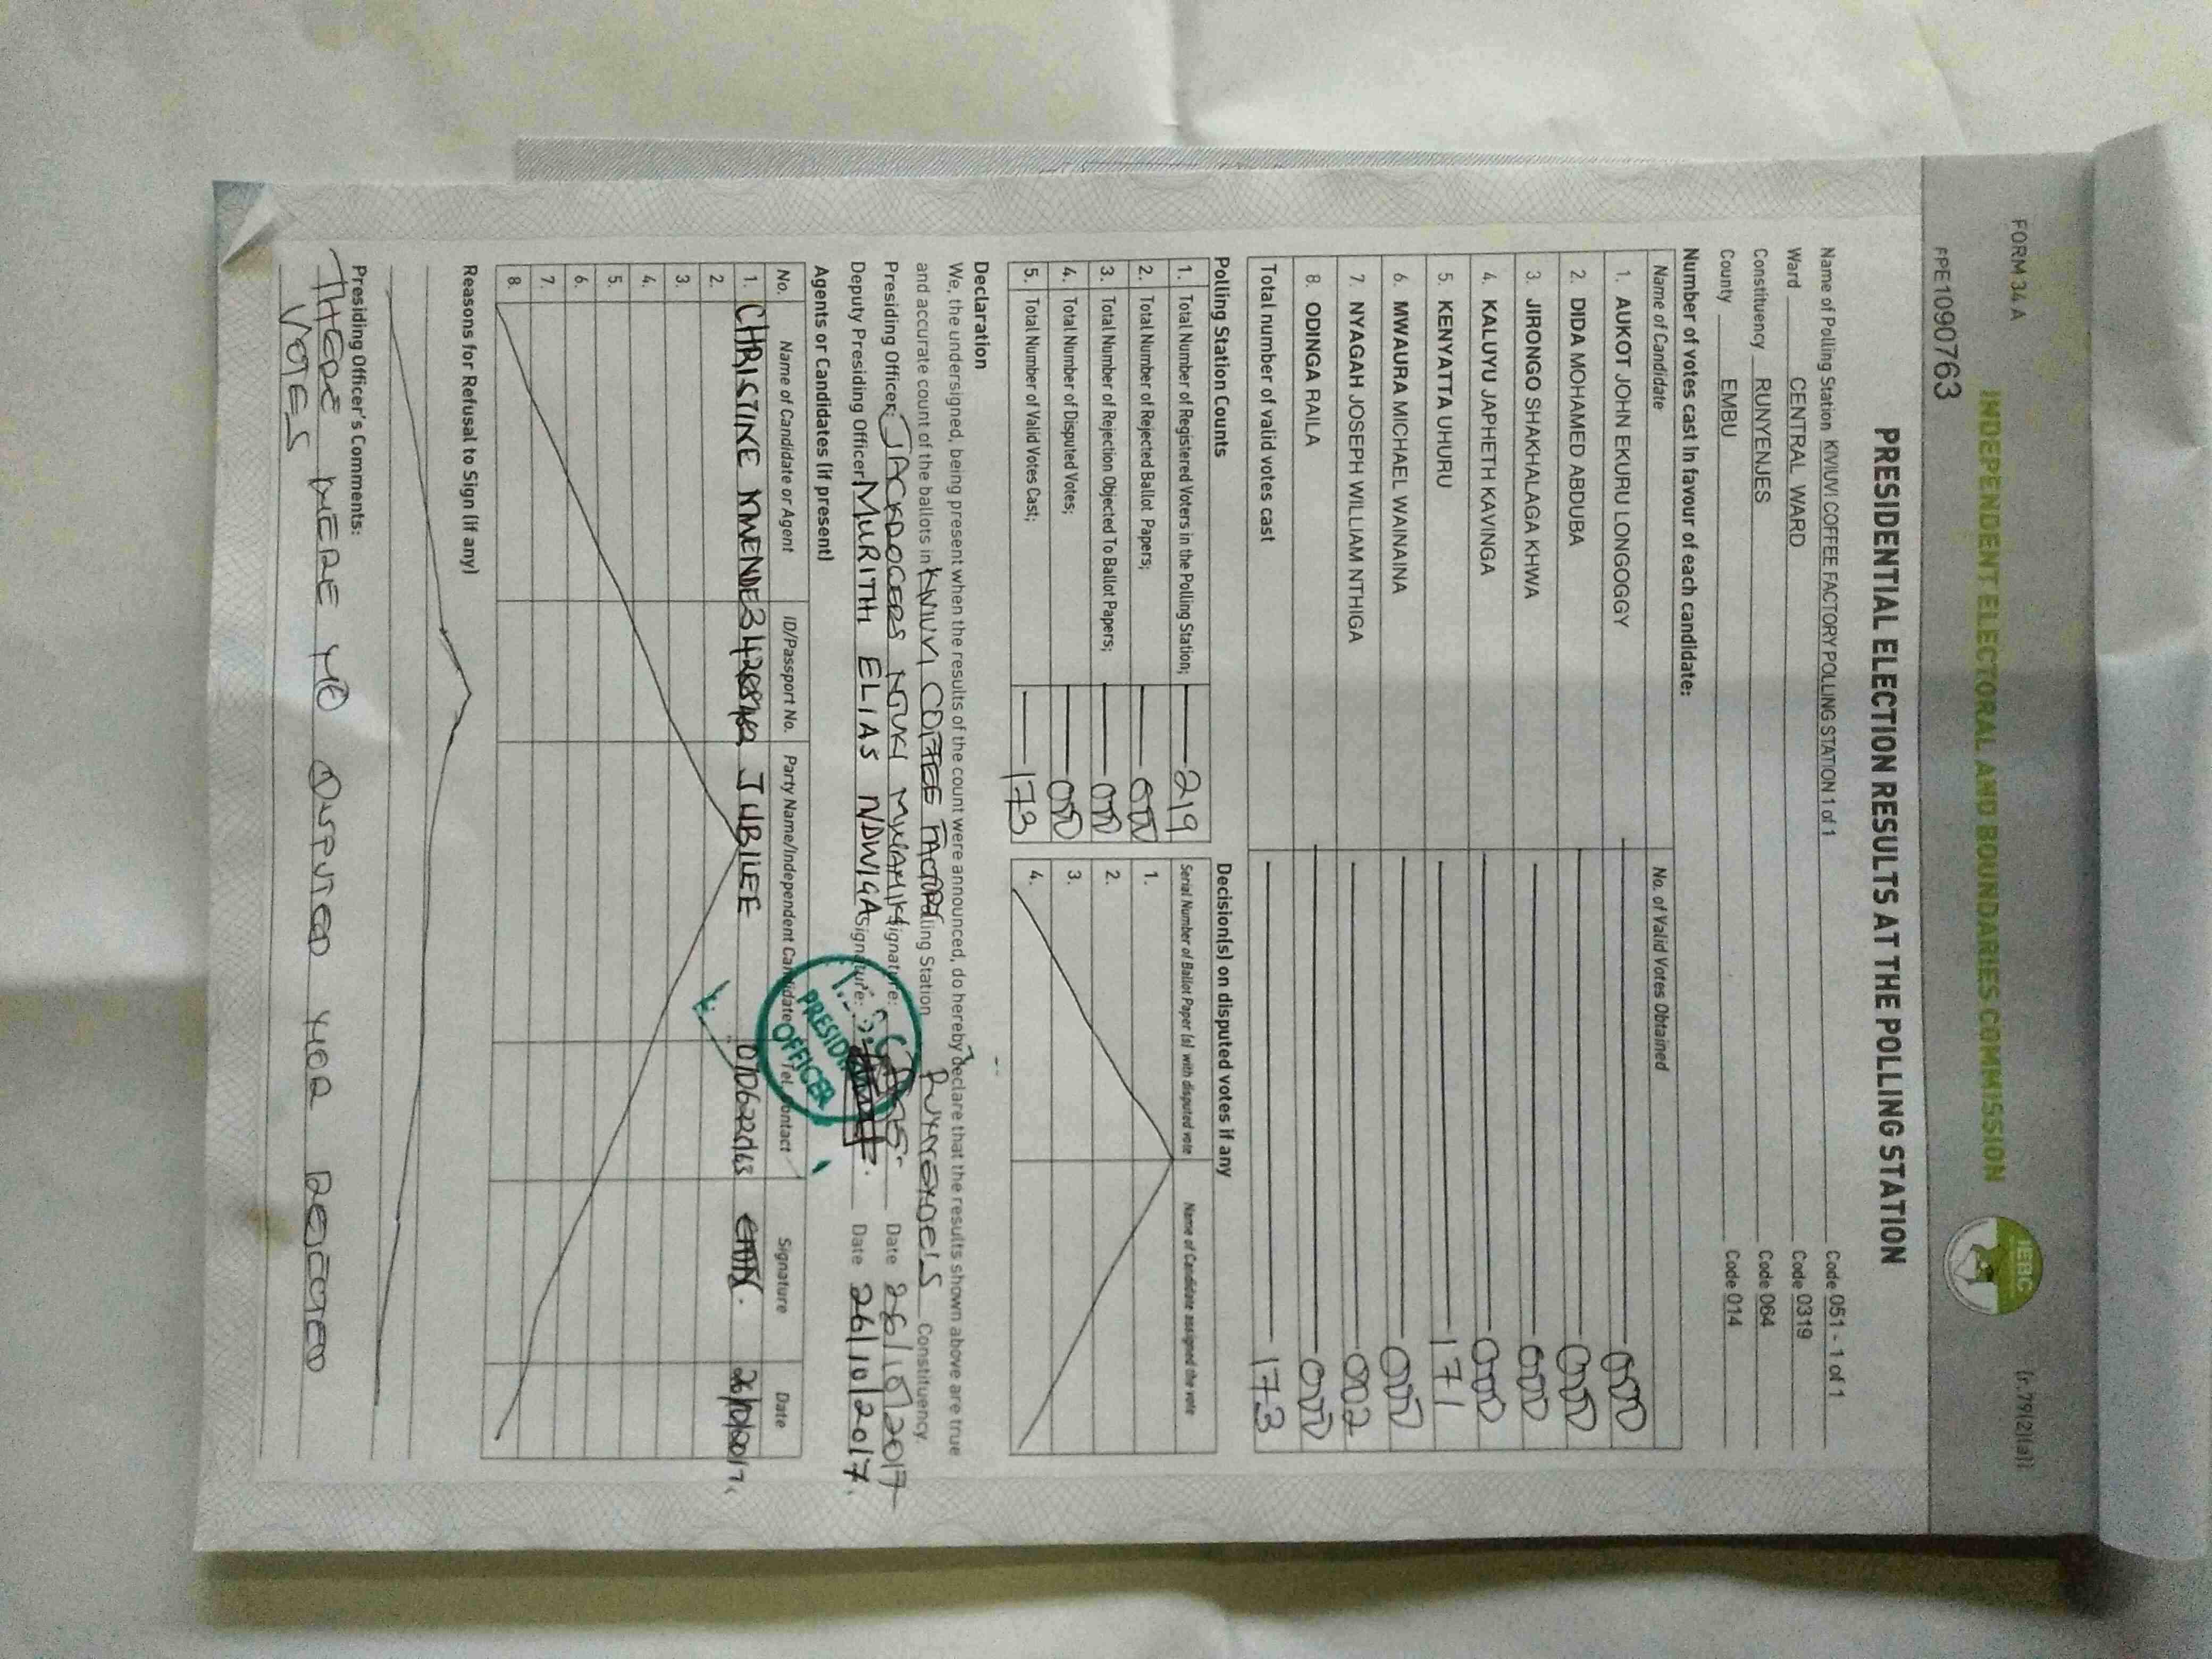 FORM 34 A
(r.79(2)(a))
INDEPENDENT ELECTORAL AND BOUNDARIES COMMISSION
IEBC
PPE1090763
PRESIDENTIAL ELECTION RESULTS AT THE POLLING STATION
Name of Polling Station KIVIUVI COFFEE FACTORY POLLING STATION 1 of 1 Code 051 - 1 of 1
Ward CENTRAL WARD Code 0319
Constituency RUNYENJES Code 064
County EMBU Code 014
Number of votes cast in favour of each candidate:
Name of Candidate No. of Valid Votes Obtained
1. AUKOT JOHN EKURU LONGOGGY 000
2. DIDA MOHAMED ABDUBA 000
3. JIRONGO SHAKHALAGA KHWA 000
4. KALUYU JAPHETH KAVINGA 000
5. KENYATTA UHURU 171
6. MWAURA MICHAEL WAINAINA 000
7. NYAGAH JOSEPH WILLIAM NTHIGA 002
8. ODINGA RAILA 000
Total number of valid votes cast 173
Polling Station Counts
1. Total Number of Registered Voters in the Polling Station; 219
2. Total Number of Rejected Ballot Papers; 000
3. Total Number of Rejection Objected To Ballot Papers; 000
4. Total Number of Disputed Votes; 000
5. Total Number of Valid Votes Cast; 173
Decision(s) on disputed votes if any
Serial Number of Ballot Paper (s) with disputed vote Name of Candidate assigned the vote
1.
2.
3.
4.
Declaration
We, the undersigned, being present when the results of the count were announced, do hereby declare that the results shown above are true
and accurate count of the ballots in KIVIUVI COFFEE FACTORY Polling Station RUNYENJES Constituency.
Presiding Officer: JACKDOGERS NGUKI Signature: Date 26/10/2017
Deputy Presiding Officer MURITHI ELIAS NDWIGA Signature: Date 26/10/2017.
PRESIDING OFFICER
Agents or Candidates (if present)
No. Name of Candidate or Agent ID/Passport No. Party Name/Independent Candidate Tel. Contact Signature Date
1. CHRISTINE MWENDE JUBILEE 26/10/2017.
2.
3.
4.
5.
6.
7.
8.
Reasons for Refusal to Sign (if any)
Presiding Officer's Comments:
THERE WERE NO DISPUTED NOR REJECTED
VOTES